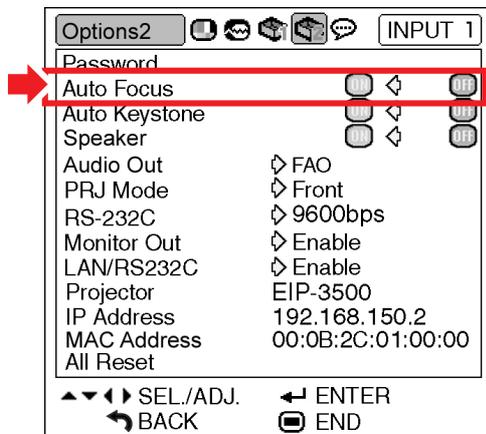 Options2 INPUT 1
Password
Auto Focus ON OFF
Auto Keystone ON OFF
Speaker ON OFF
Audio Out FAO
PRJ Mode Front
RS-232C 9600bps
Monitor Out Enable
LAN/RS232C Enable
Projector EIP-3500
IP Address 192.168.150.2
MAC Address 00:0B:2C:01:00:00
All Reset
SEL./ADJ. ENTER
BACK END